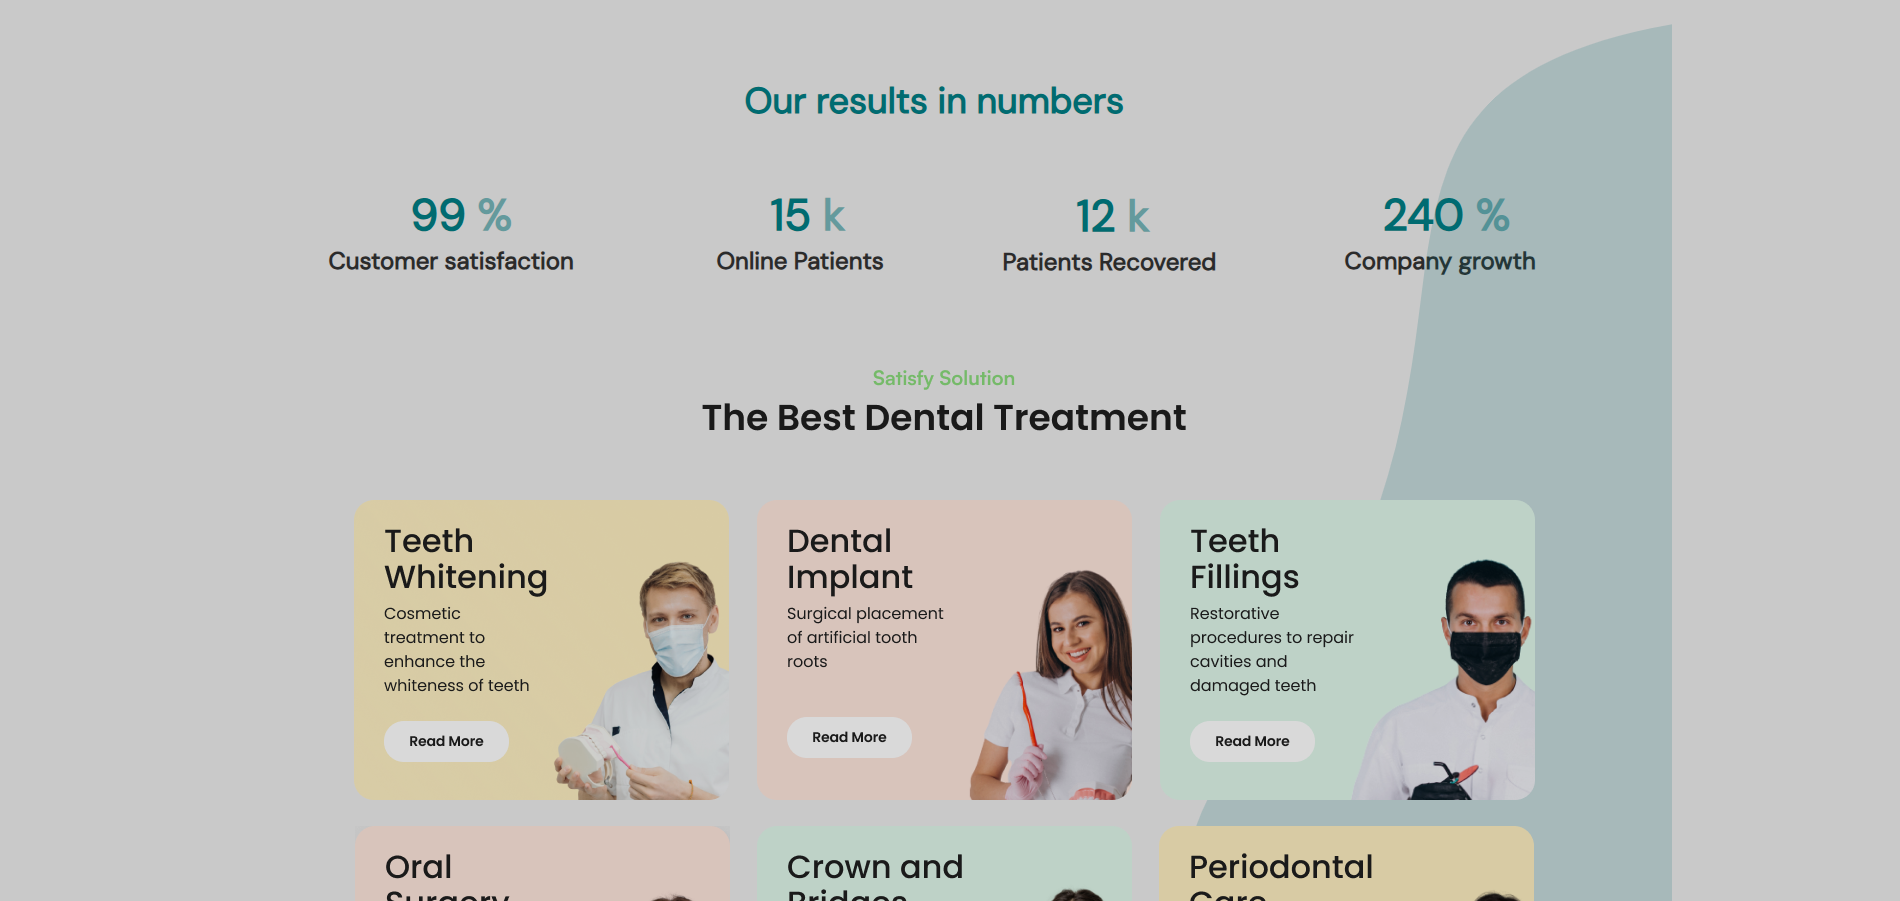 Our results in numbers
99 %
Customer satisfaction
15 k
Online Patients
12 k
Patients Recovered
240 %
Company growth
Satisfy Solution
The Best Dental Treatment
Teeth
Whitening
Cosmetic
treatment to
enhance the
whiteness of teeth
Read More
Dental
Implant
Surgical placement
of artificial tooth
roots
Read More
Teeth
Fillings
Restorative
procedures to repair
cavities and
damaged teeth
Read More
Oral
Surgery
Crown and
Bridges
Periodontal
Care